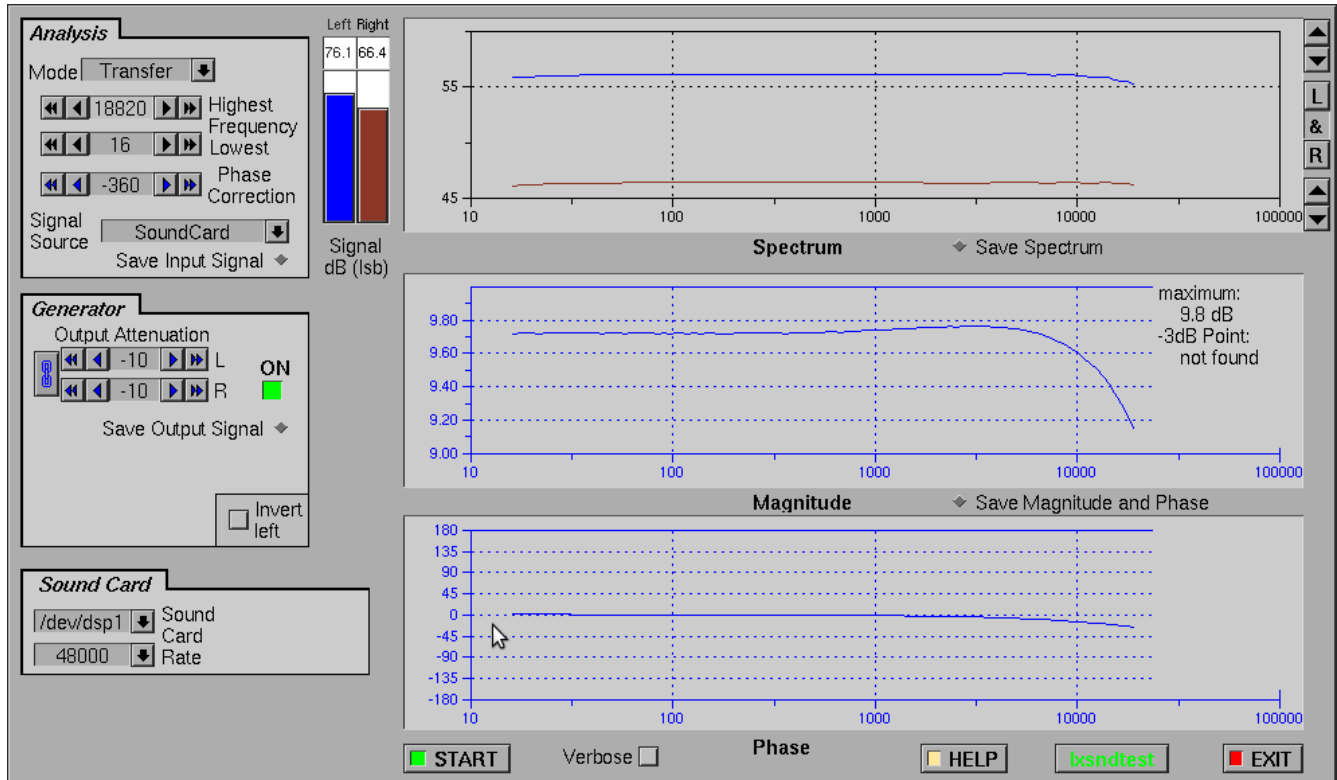 Analysis
Mode Transfer
18820 Highest
Frequency
16 Lowest
-360 Phase
Correction
Signal
Source SoundCard
Save Input Signal
Left Right
76.1 66.4
Signal
dB (lsb)
Generator
Output Attenuation
-10 L
-10 R
ON
Save Output Signal
Invert
left
Sound Card
/dev/dsp1 Sound
Card
48000 Rate
55
45
10 100 1000 10000 100000
Spectrum Save Spectrum
L
&
R
9.80
9.60
9.40
9.20
9.00
10 100 1000 10000 100000
maximum:
9.8 dB
-3dB Point:
not found
Magnitude Save Magnitude and Phase
180
135
90
45
0
-45
-90
-135
-180
10 100 1000 10000 100000
START Verbose Phase HELP lxsndtest EXIT